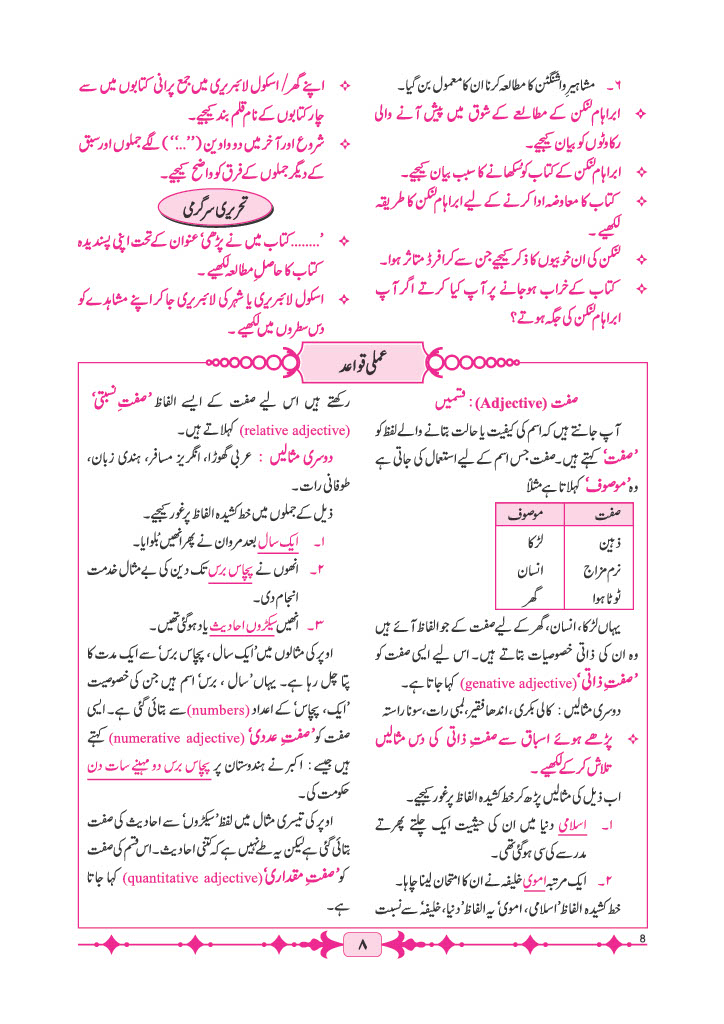 ۶۔ مشاہیرِ واشنگٹن کا مطالعہ کرنا ان کا معمول بن گیا۔
❖ ابراہام لنکن کے مطالعے کے شوق میں پیش آنے والی
رکاوٹوں کو بیان کیجیے۔
❖ ابراہام لنکن کے کتاب کو سُکھانے کا سبب بیان کیجیے۔
❖ کتاب کا معاوضہ ادا کرنے کے لیے ابراہام لنکن کا طریقہ
لکھیے۔
❖ لنکن کی ان خوبیوں کا ذکر کیجیے جن سے کرافرڈ متاثر ہوا۔
❖ کتاب کے خراب ہوجانے پر آپ کیا کرتے اگر آپ
ابراہام لنکن کی جگہ ہوتے؟
❖ اپنے گھر/ اسکول لائبریری میں جمع پرانی کتابوں میں سے
چار کتابوں کے نام قلم بند کیجیے۔
❖ شروع اور آخر میں دو واوین (’’...‘‘) لگے جملوں اور سبق
کے دیگر جملوں کے فرق کو واضح کیجیے۔
تحریری سرگرمی
❖ ’........کتاب میں نے پڑھی‘ عنوان کے تحت اپنی پسندیدہ
کتاب کا حاصلِ مطالعہ لکھیے۔
❖ اسکول لائبریری یا شہر کی لائبریری جا کر اپنے مشاہدے کو
دس سطروں میں لکھیے۔
عملی قواعد
صفت (Adjective) : قسمیں
آپ جانتے ہیں کہ اسم کی کیفیت یا حالت بتانے والے لفظ کو
’صفت‘ کہتے ہیں۔ صفت جس اسم کے لیے استعمال کی جاتی ہے
وہ ’موصوف‘ کہلاتا ہے مثلاً
صفت موصوف
ذہین لڑکا
نرم مزاج انسان
ٹوٹا ہوا گھر
یہاں لڑکا، انسان، گھر کے لیے صفت کے جو الفاظ آئے ہیں
وہ ان کی ذاتی خصوصیات بتاتے ہیں۔ اس لیے ایسی صفت کو
’صفتِ ذاتی‘ (genative adjective) کہا جاتا ہے۔
دوسری مثالیں : کالی بکری، اندھا فقیر، لمبی رات، سونا راستہ
❖ پڑھے ہوئے اسباق سے صفتِ ذاتی کی دس مثالیں
تلاش کرکے لکھیے۔
اب ذیل کی مثالیں پڑھ کر خط کشیدہ الفاظ پر غور کیجیے۔
۱۔ اسلامی دنیا میں ان کی حیثیت ایک چلتے پھرتے
مدرسے کی سی ہوگئی تھی۔
۲۔ ایک مرتبہ اموی خلیفہ نے ان کا امتحان لینا چاہا۔
خط کشیدہ الفاظ ’اسلامی، اموی‘ یہ الفاظ ’دنیا، خلیفہ‘ سے نسبت
رکھتے ہیں اس لیے صفت کے ایسے الفاظ ’صفتِ نسبتی‘
(relative adjective) کہلاتے ہیں۔
دوسری مثالیں : عربی گھوڑا، انگریز مسافر، ہندی زبان،
طوفانی رات۔
ذیل کے جملوں میں خط کشیدہ الفاظ پر غور کیجیے۔
۱۔ ایک سال بعد مروان نے پھر انھیں بُلوایا۔
۲۔ انھوں نے پچاس برس تک دین کی بے مثال خدمت
انجام دی۔
۳۔ انھیں سیکڑوں احادیث یاد ہوگئی تھیں۔
اوپر کی مثالوں میں ’ایک سال، پچاس برس‘ سے ایک مدت کا
پتا چل رہا ہے۔ یہاں ’سال ، برس‘ اسم ہیں جن کی خصوصیت
’ایک، پچاس‘ کے اعداد (numbers) سے بتائی گئی ہے۔ ایسی
صفت کو ’صفتِ عددی‘ (numerative adjective) کہتے
ہیں جیسے : اکبر نے ہندوستان پر پچاس برس دو مہینے سات دن
حکومت کی۔
اوپر کی تیسری مثال میں لفظ ’سیکڑوں‘ سے احادیث کی صفت
بتائی گئی ہے لیکن یہ طے نہیں ہے کہ کتنی احادیث۔ اس قسم کی صفت
کو ’صفتِ مقداری‘ (quantitative adjective) کہا جاتا
ہے۔
۸
8